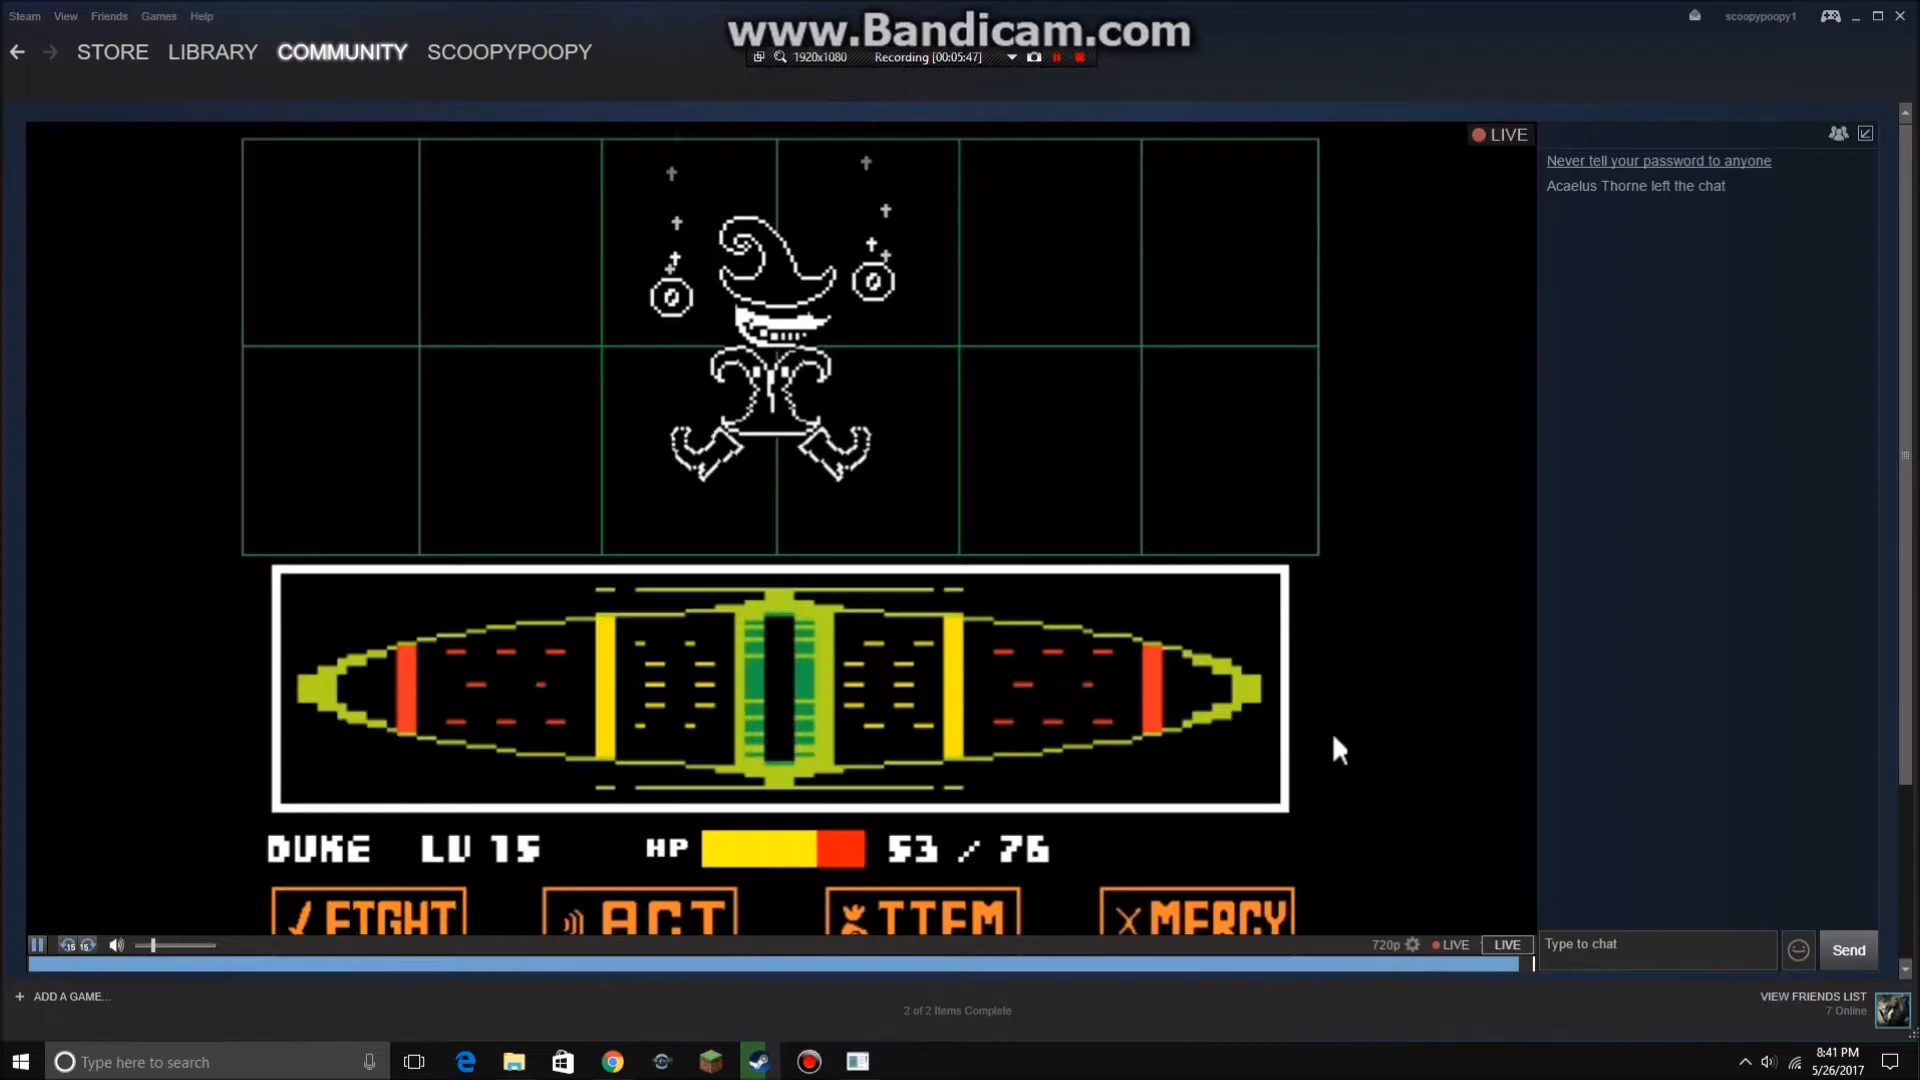 Steam View Friends Games Help
www.Bandicam.com
scoopypoopy1
STORE LIBRARY COMMUNITY SCOOPYPOOPY
1920x1080 Recording [00:05:47]
LIVE
Never tell your password to anyone
Acaelus Thorne left the chat
DUKE LV 15 HP 53 / 76
FIGHT ACT ITEM MERCY
15 15 720p LIVE LIVE
Type to chat
Send
+ ADD A GAME...
2 of 2 Items Complete
VIEW FRIENDS LIST
7 Online
Type here to search
8:41 PM
5/26/2017